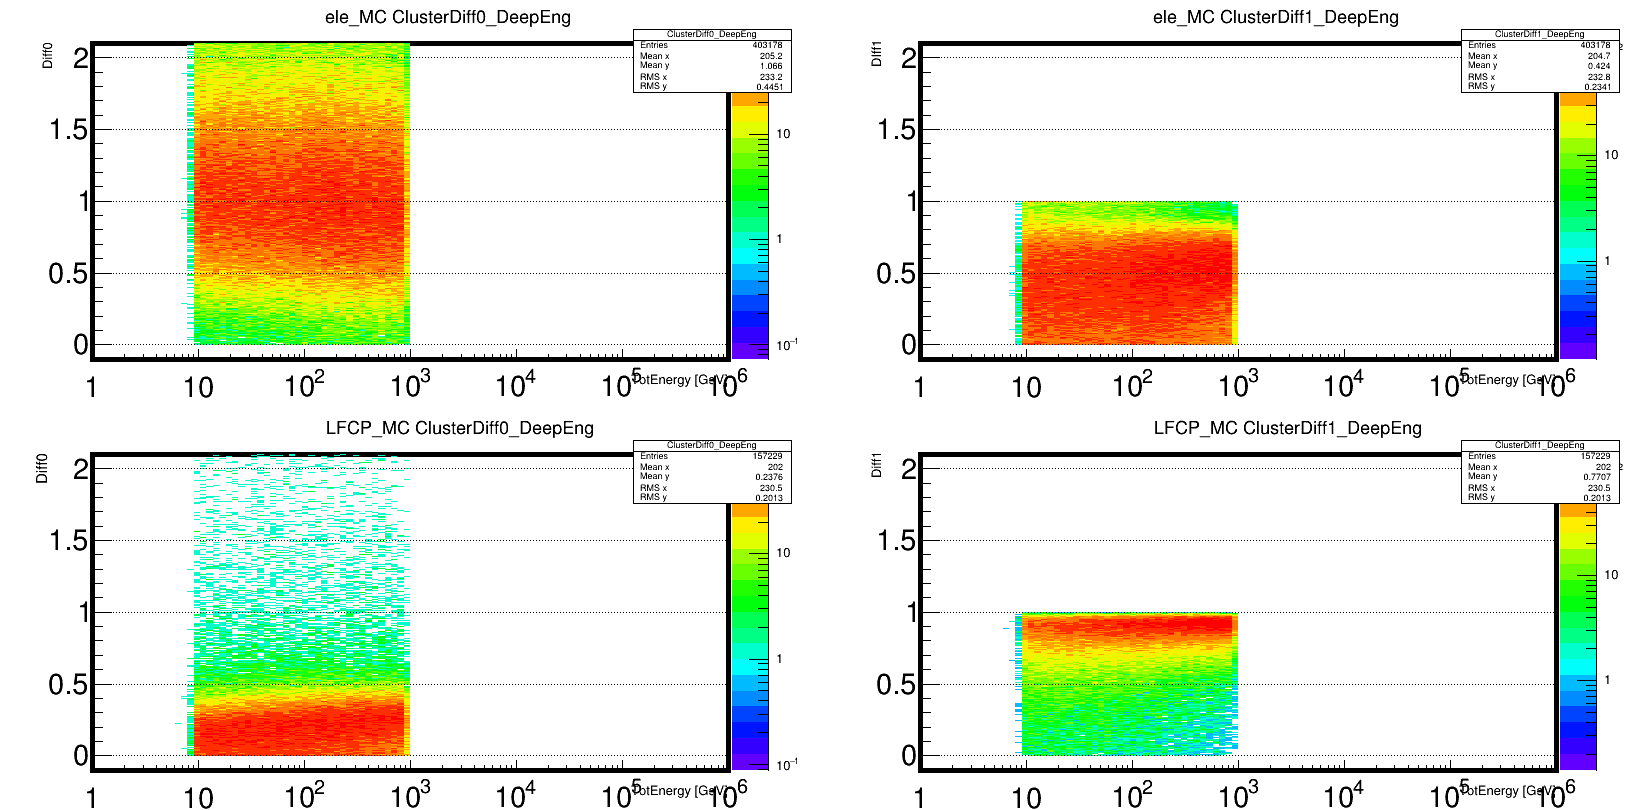 ele_MC ClusterDiff0_DeepEng
Diff0
ClusterDiff0_DeepEng
Entries 403178
Mean x 205.2
Mean y 1.066
RMS x 233.2
RMS y 0.4451
2
1.5
1
0.5
0
10
1
10⁻¹
1 10 10² 10³ 10⁴ 10⁵ 10⁶
TotEnergy [GeV]
ele_MC ClusterDiff1_DeepEng
Diff1
ClusterDiff1_DeepEng
Entries 403178
Mean x 204.7
Mean y 0.424
RMS x 232.8
RMS y 0.2341
2
1.5
1
0.5
0
10
1
1 10 10² 10³ 10⁴ 10⁵ 10⁶
TotEnergy [GeV]
LFCP_MC ClusterDiff0_DeepEng
Diff0
ClusterDiff0_DeepEng
Entries 157229
Mean x 202
Mean y 0.2376
RMS x 230.5
RMS y 0.2013
2
1.5
1
0.5
0
10
1
10⁻¹
1 10 10² 10³ 10⁴ 10⁵ 10⁶
TotEnergy [GeV]
LFCP_MC ClusterDiff1_DeepEng
Diff1
ClusterDiff1_DeepEng
Entries 157229
Mean x 202
Mean y 0.7707
RMS x 230.5
RMS y 0.2013
2
1.5
1
0.5
0
10
1
1 10 10² 10³ 10⁴ 10⁵ 10⁶
TotEnergy [GeV]